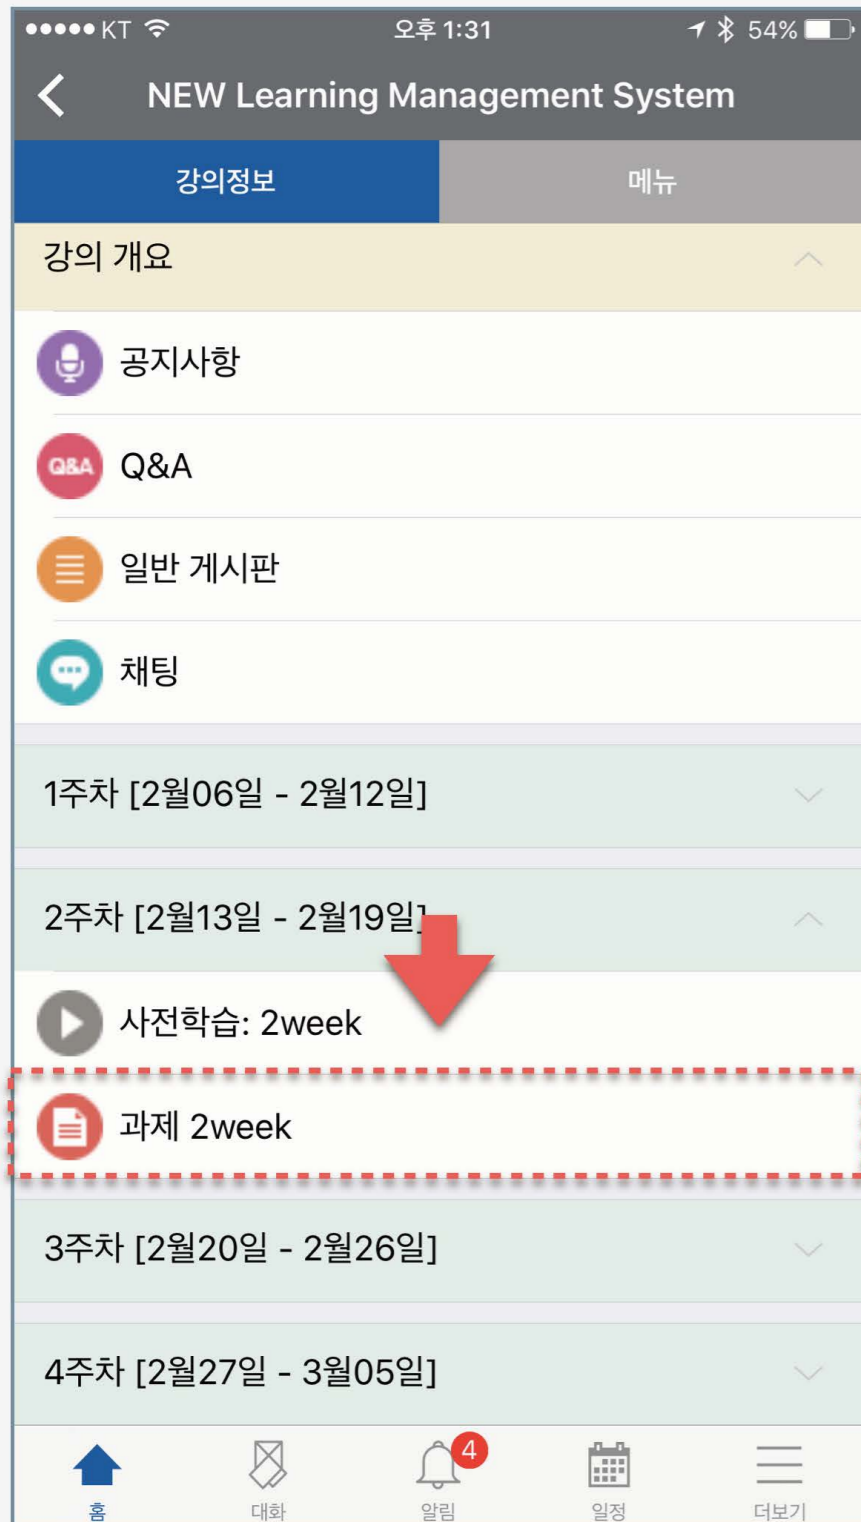 KT 오후 1:31 54%
NEW Learning Management System
강의정보 메뉴
강의 개요
공지사항
Q&A Q&A
일반 게시판
채팅
1주차 [2월06일 - 2월12일]
2주차 [2월13일 - 2월19일]
사전학습: 2week
과제 2week
3주차 [2월20일 - 2월26일]
4주차 [2월27일 - 3월05일]
4
홈 대화 알림 일정 더보기